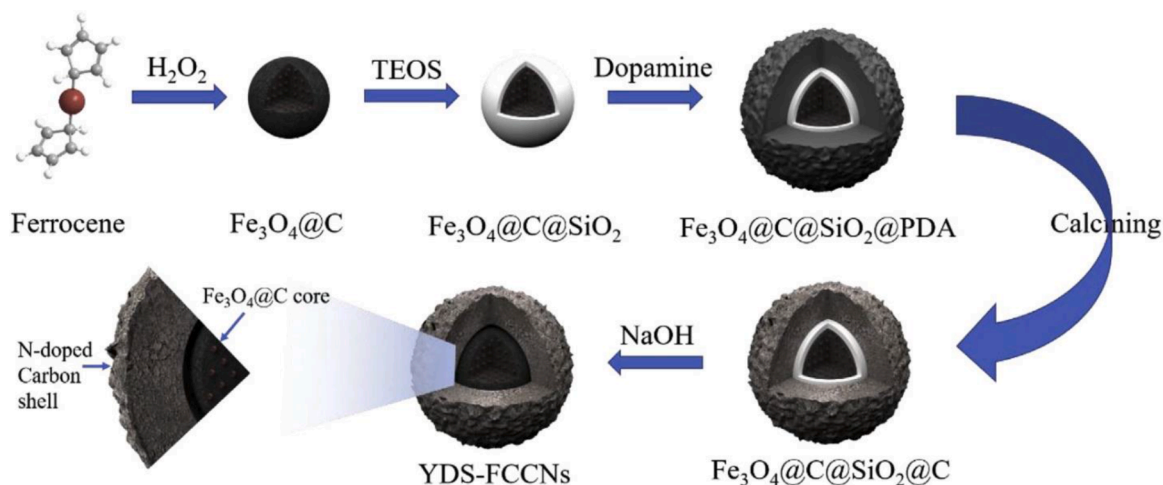 H₂O₂
TEOS
Dopamine
Ferrocene
Fe₃O₄@C
Fe₃O₄@C@SiO₂
Fe₃O₄@C@SiO₂@PDA
Calcining
Fe₃O₄@C core
N-doped
Carbon
shell
NaOH
YDS-FCCNs
Fe₃O₄@C@SiO₂@C